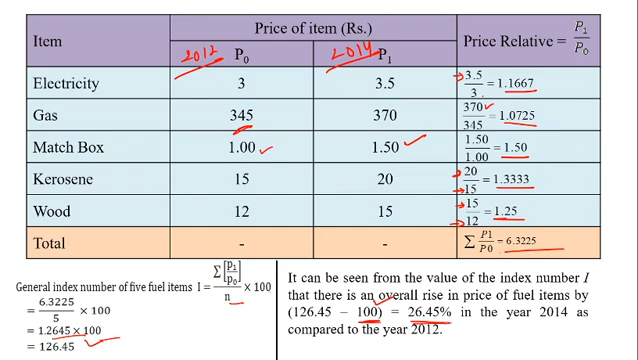 Item Price of item (Rs.) Price Relative = P₁/P₀
2012 P₀ 2014 P₁
Electricity 3 3.5 3.5/3 = 1.1667
Gas 345 370 370/345 = 1.0725
Match Box 1.00 1.50 1.50/1.00 = 1.50
Kerosene 15 20 20/15 = 1.3333
Wood 12 15 15/12 = 1.25
Total - - ∑ P1/P0 = 6.3225
General index number of five fuel items I = ∑[p₁/p₀]/n × 100
= 6.3225/5 × 100
= 1.2645 × 100
= 126.45
It can be seen from the value of the index number I
that there is an overall rise in price of fuel items by
(126.45 – 100) = 26.45% in the year 2014 as
compared to the year 2012.